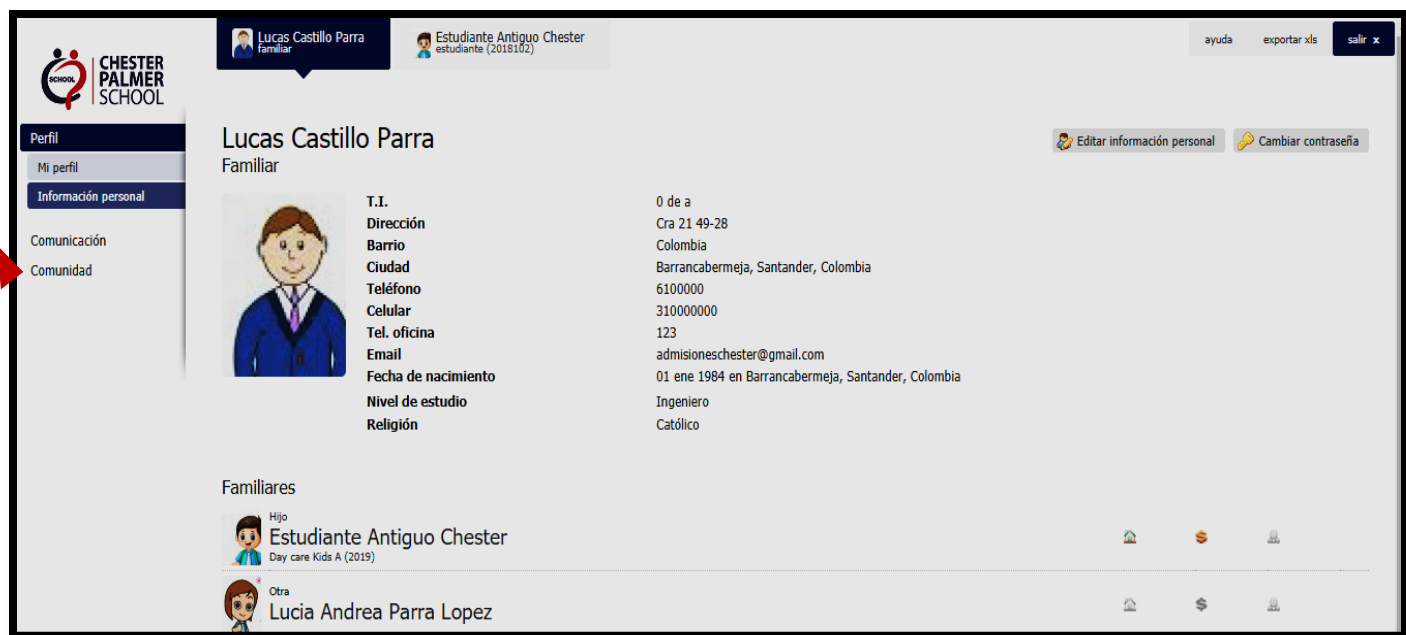 Lucas Castillo Parra
familiar
Estudiante Antiguo Chester
estudiante (2018102)
ayuda
exportar xls
salir x
SCHOOL
CHESTER
PALMER
SCHOOL
Perfil
Mi perfil
Información personal
Comunicación
Comunidad
Lucas Castillo Parra
Familiar
Editar información personal
Cambiar contraseña
T.I. 0 de a
Dirección Cra 21 49-28
Barrio Colombia
Ciudad Barrancabermeja, Santander, Colombia
Teléfono 6100000
Celular 310000000
Tel. oficina 123
Email admisioneschester@gmail.com
Fecha de nacimiento 01 ene 1984 en Barrancabermeja, Santander, Colombia
Nivel de estudio Ingeniero
Religión Católico
Familiares
Hijo
Estudiante Antiguo Chester
Day care Kids A (2019)
Otra
Lucia Andrea Parra Lopez